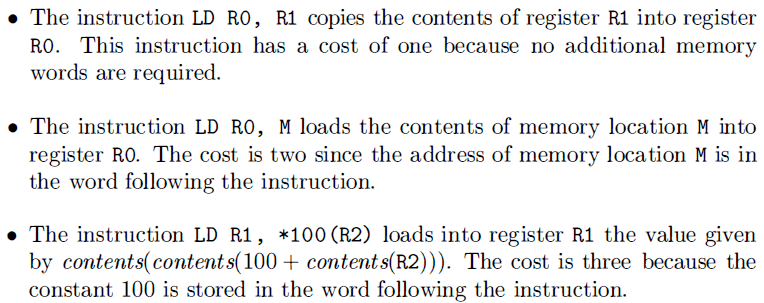 • The instruction LD R0, R1 copies the contents of register R1 into register
R0. This instruction has a cost of one because no additional memory
words are required.
• The instruction LD R0, M loads the contents of memory location M into
register R0. The cost is two since the address of memory location M is in
the word following the instruction.
• The instruction LD R1, *100(R2) loads into register R1 the value given
by contents(contents(100 + contents(R2))). The cost is three because the
constant 100 is stored in the word following the instruction.